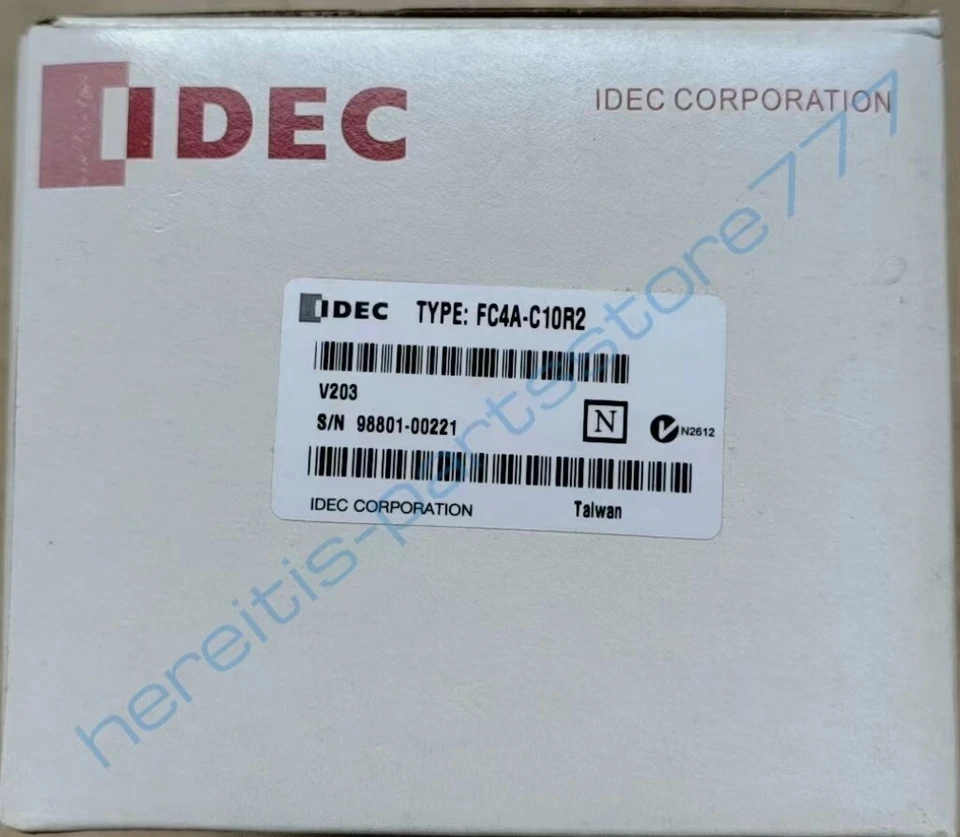 IDEC
IDEC CORPORATION
IDEC TYPE: FC4A-C10R2
V203
S/N 98801-00221
N
N2612
IDEC CORPORATION Taiwan
hereitis-partsstore777